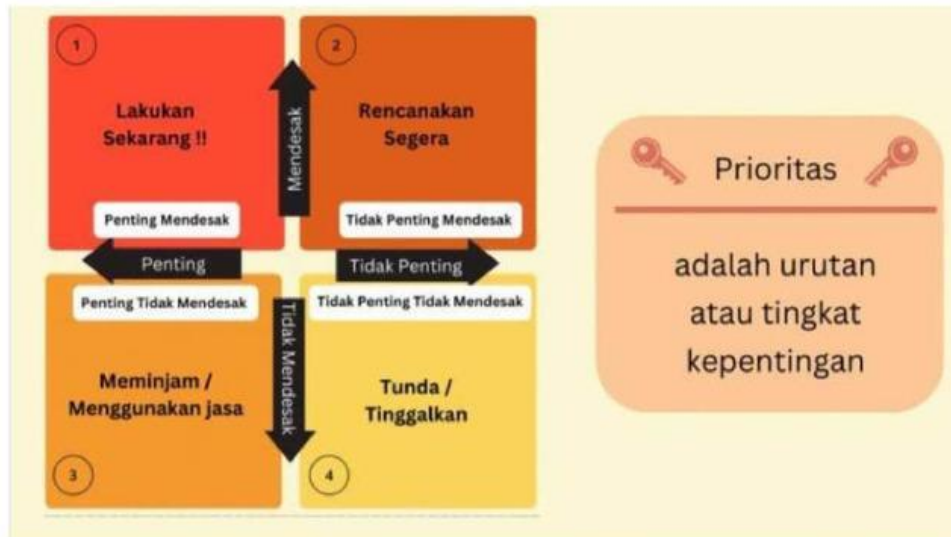 1
Lakukan
Sekarang !!
Penting Mendesak
2
Rencanakan
Segera
Tidak Penting Mendesak
Mendesak
Penting
Tidak Penting
Tidak Mendesak
Penting Tidak Mendesak
Meminjam /
Menggunakan jasa
3
Tidak Penting Tidak Mendesak
Tunda /
Tinggalkan
4
Prioritas
adalah urutan
atau tingkat
kepentingan